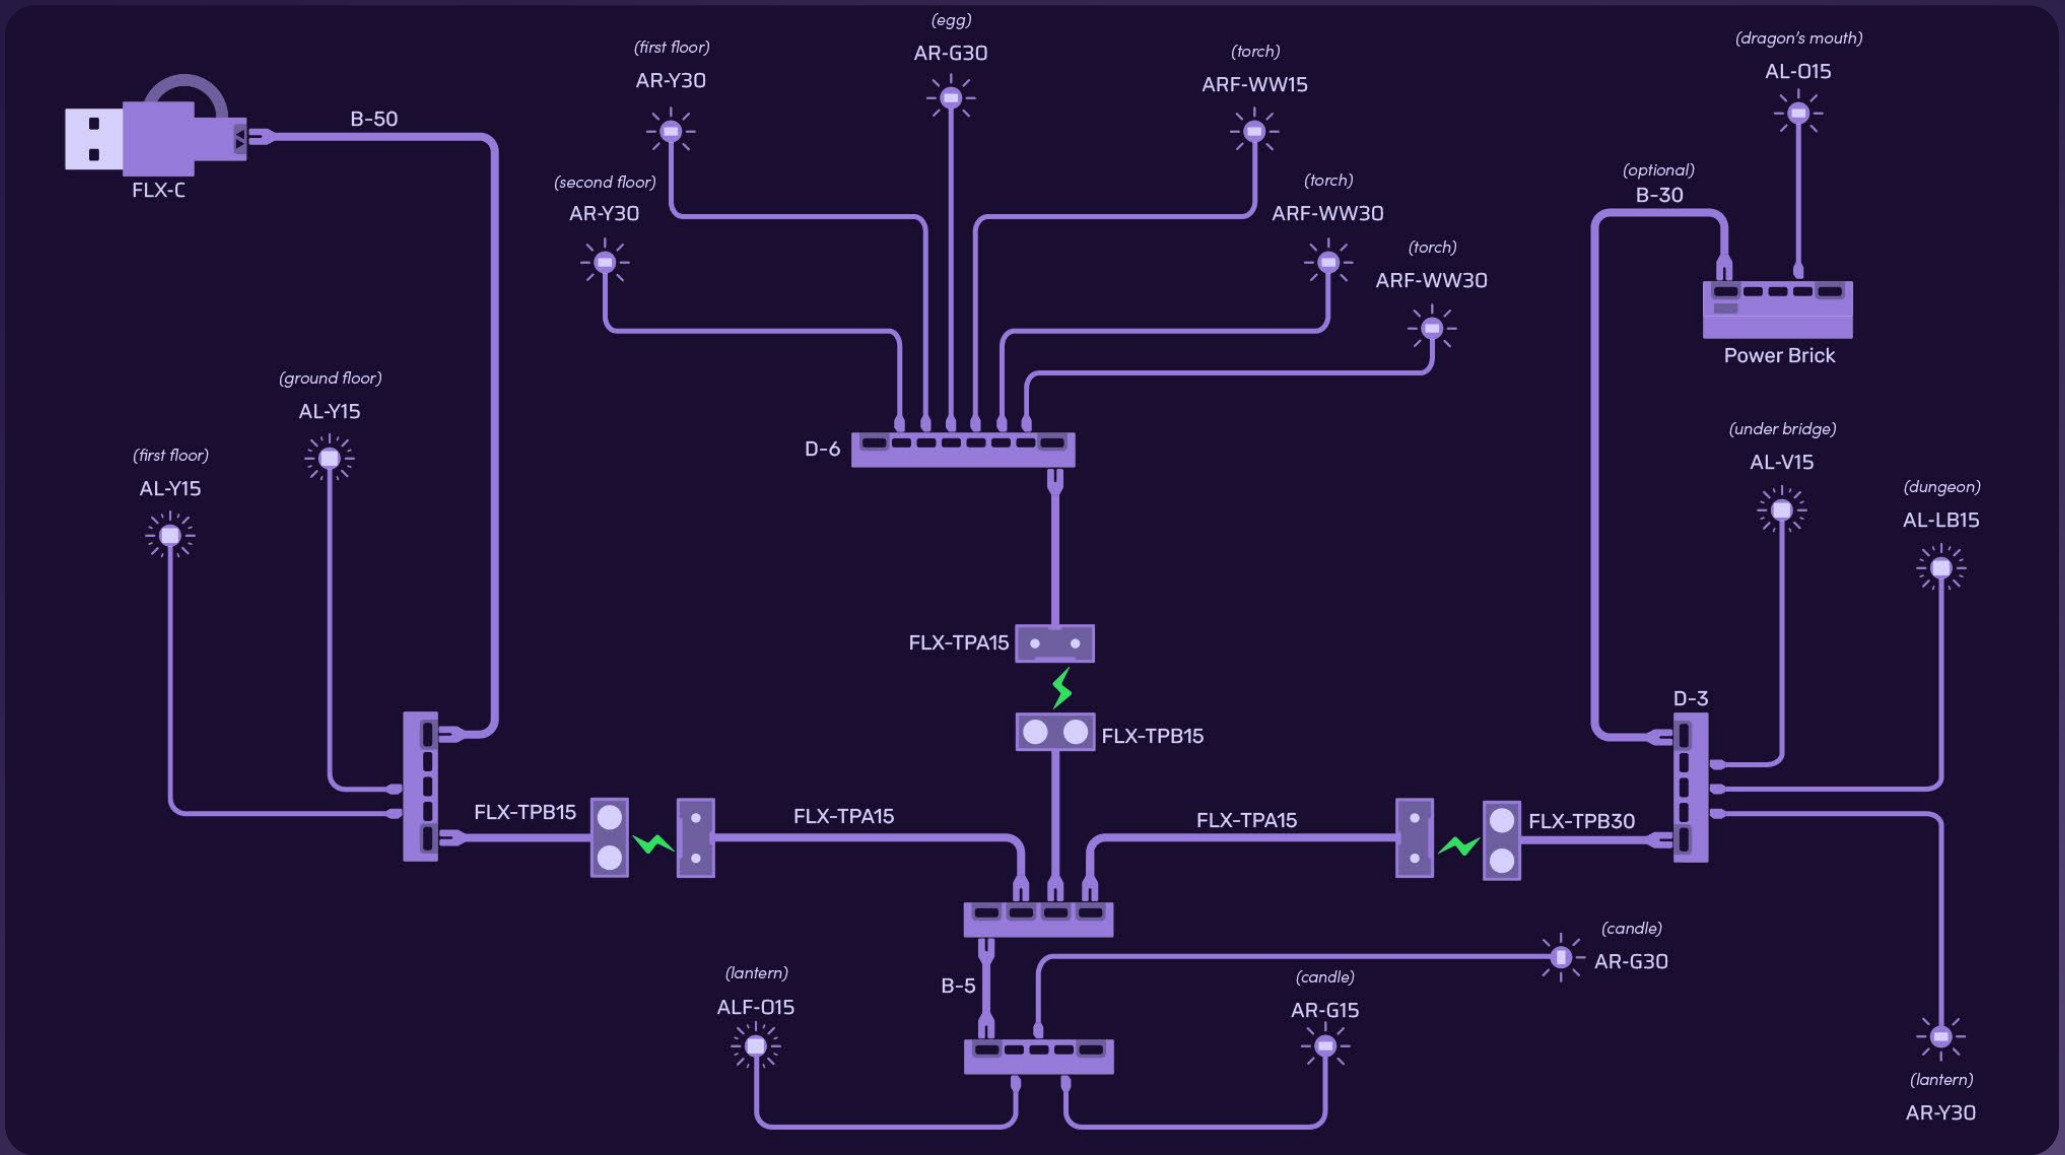 (egg)
AR-G30
(first floor)
AR-Y30
(torch)
ARF-WW15
(dragon's mouth)
AL-O15
B-50
FLX-C
(second floor)
AR-Y30
(torch)
ARF-WW30
(optional)
B-30
(torch)
ARF-WW30
Power Brick
(ground floor)
AL-Y15
(first floor)
AL-Y15
D-6
(under bridge)
AL-V15
(dungeon)
AL-LB15
FLX-TPA15
FLX-TPB15
D-3
FLX-TPB15
FLX-TPA15
FLX-TPA15
FLX-TPB30
(candle)
AR-G30
B-5
(lantern)
ALF-O15
(candle)
AR-G15
(lantern)
AR-Y30